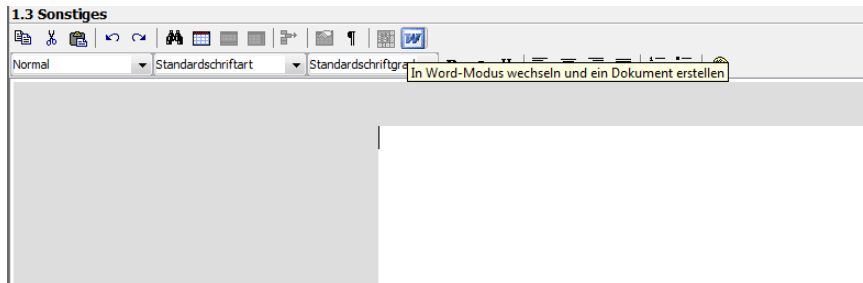 1.3 Sonstiges
W
Normal Standardschriftart Standardschriftgra
In Word-Modus wechseln und ein Dokument erstellen